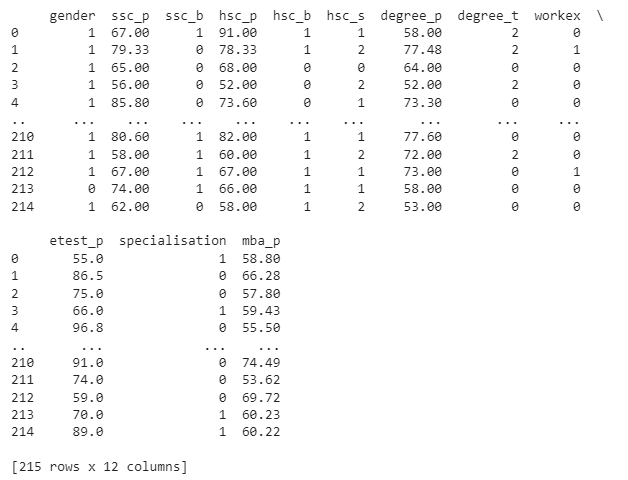 gender  ssc_p  ssc_b  hsc_p  hsc_b  hsc_s  degree_p  degree_t  workex  \
0         1  67.00      1  91.00      1      1     58.00         2       0
1         1  79.33      0  78.33      1      2     77.48         2       1
2         1  65.00      0  68.00      0      0     64.00         0       0
3         1  56.00      0  52.00      0      2     52.00         2       0
4         1  85.80      0  73.60      0      1     73.30         0       0
..      ...    ...    ...    ...    ...    ...       ...       ...     ...
210       1  80.60      1  82.00      1      1     77.60         0       0
211       1  58.00      1  60.00      1      2     72.00         2       0
212       1  67.00      1  67.00      1      1     73.00         0       1
213       0  74.00      1  66.00      1      1     58.00         0       0
214       1  62.00      0  58.00      1      2     53.00         0       0
     etest_p  specialisation  mba_p
0       55.0               1  58.80
1       86.5               0  66.28
2       75.0               0  57.80
3       66.0               1  59.43
4       96.8               0  55.50
..       ...             ...    ...
210     91.0               0  74.49
211     74.0               0  53.62
212     59.0               0  69.72
213     70.0               1  60.23
214     89.0               1  60.22
[215 rows x 12 columns]